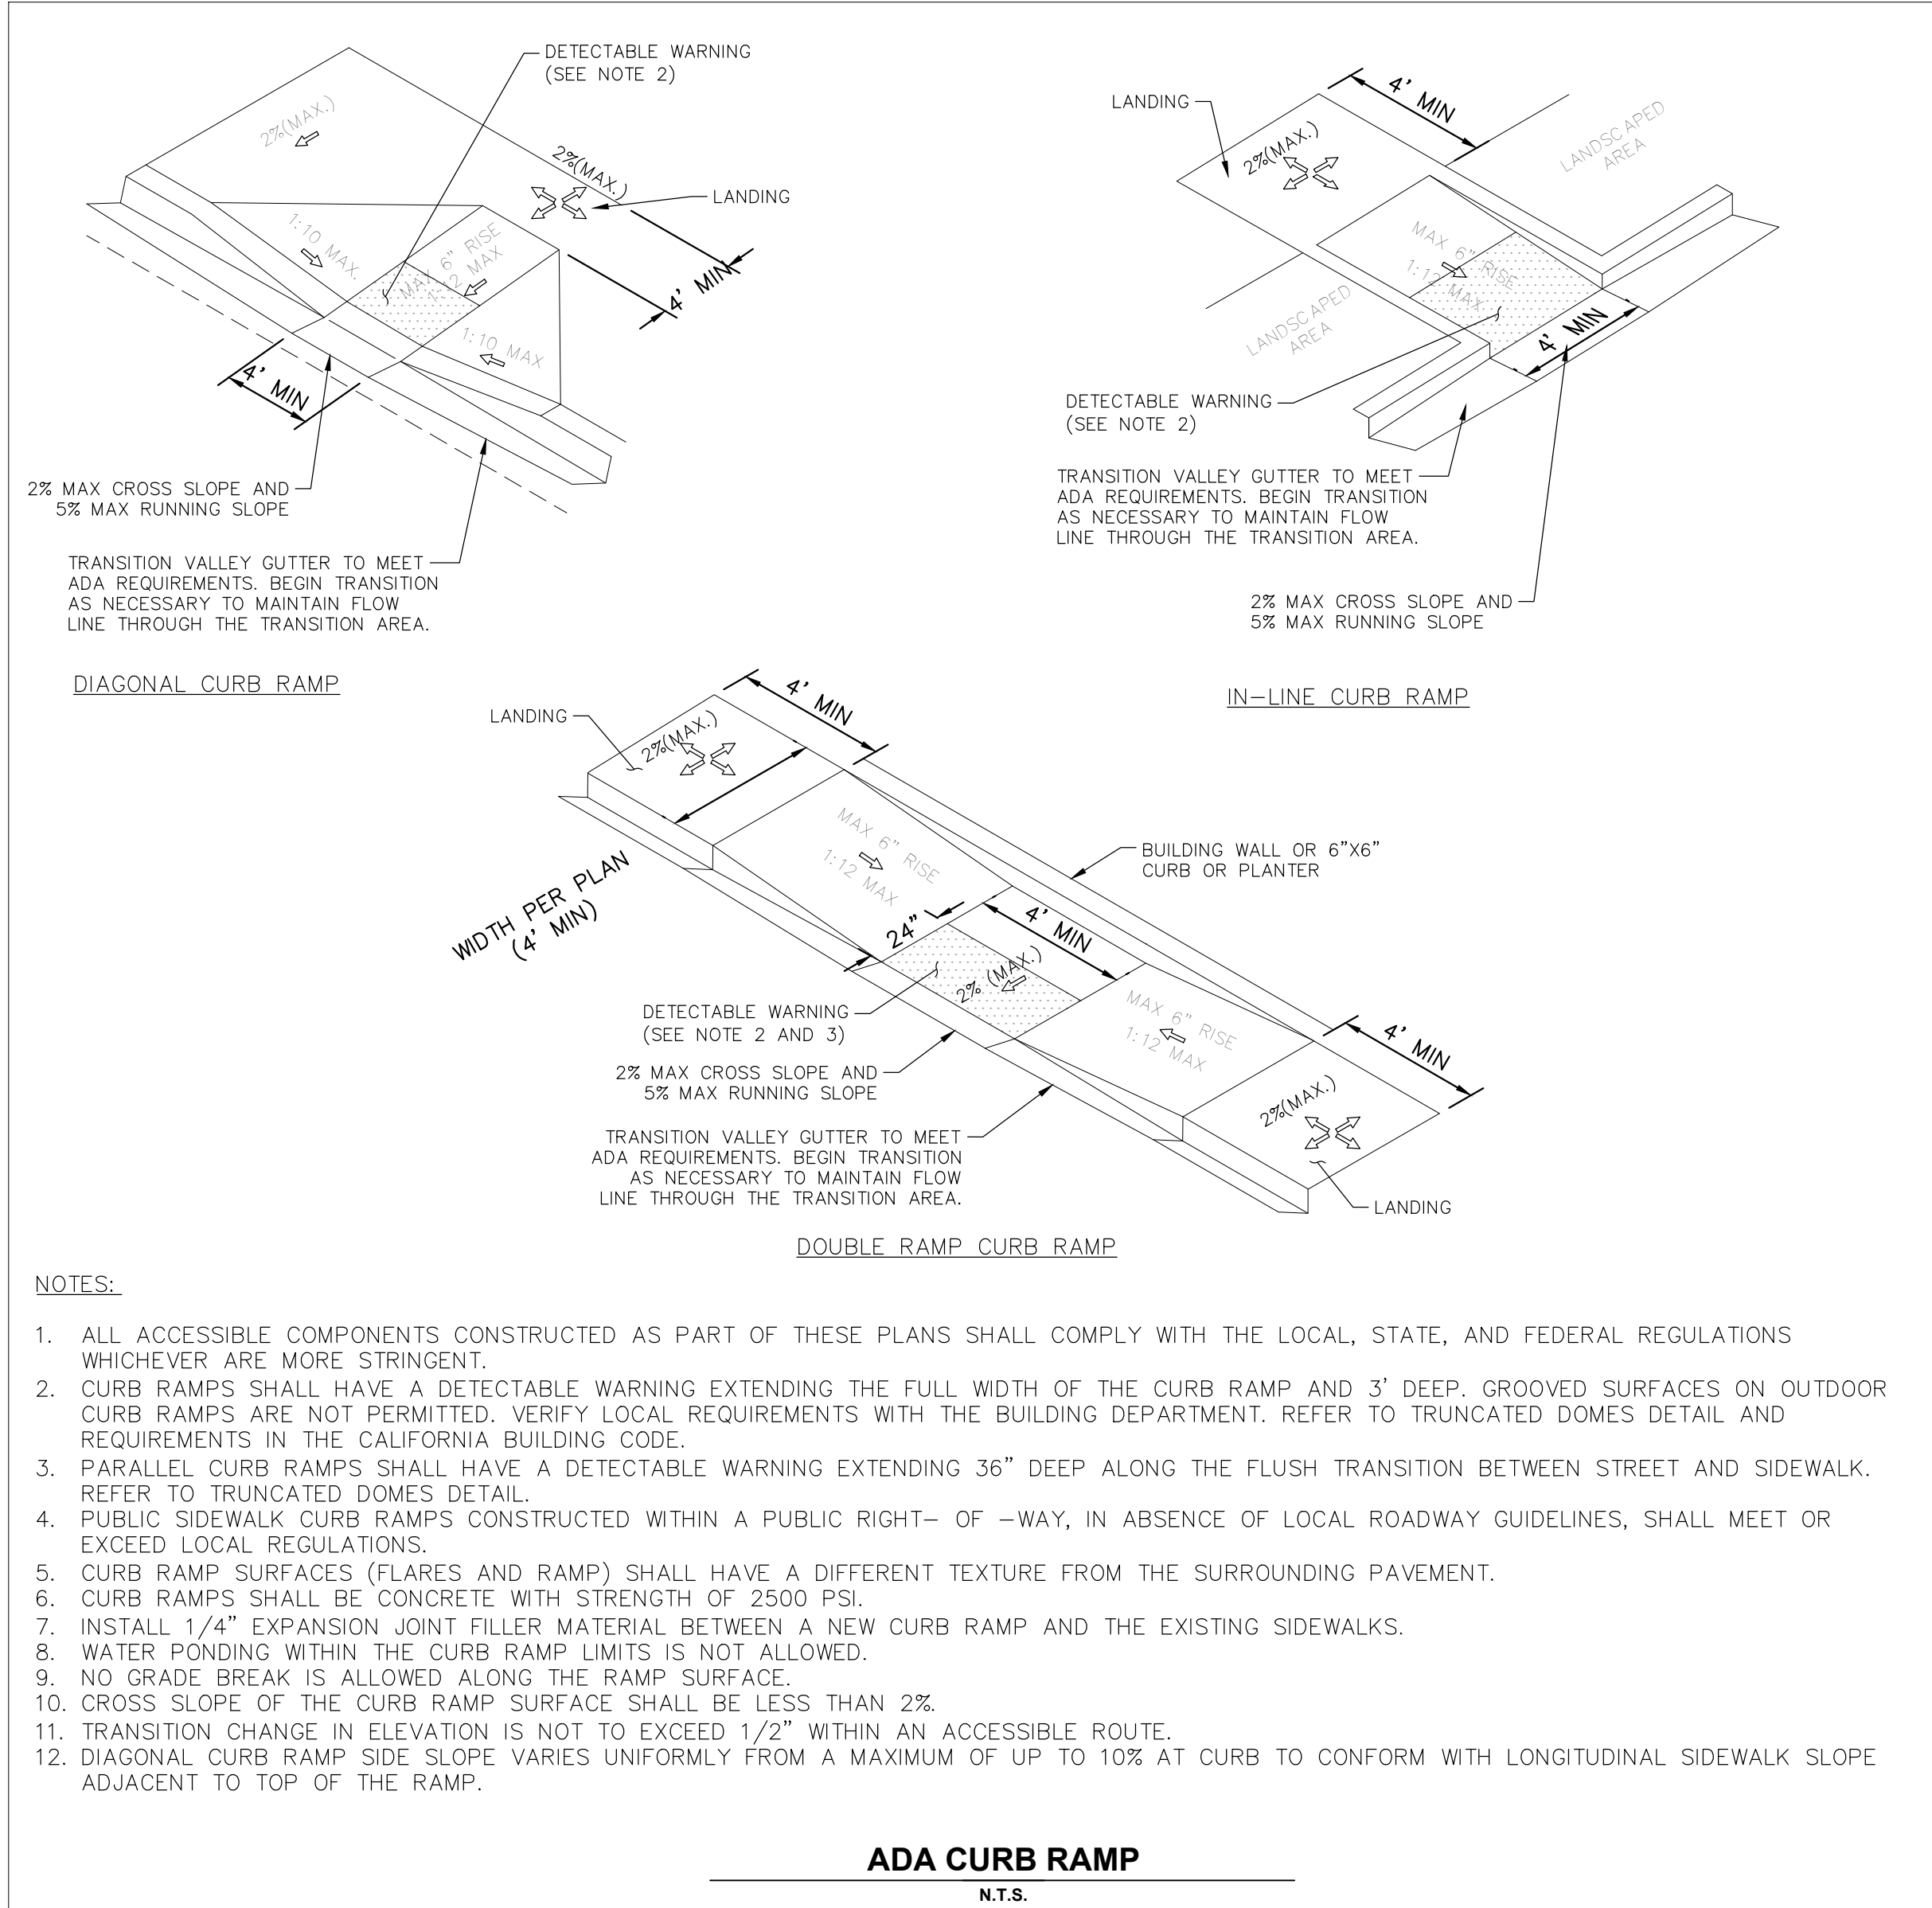 DETECTABLE WARNING
(SEE NOTE 2)
2%(MAX.)
2%(MAX.)
LANDING
1:10 MAX.
MAX 6" RISE
1:12 MAX
1:10 MAX
4' MIN
4' MIN
2% MAX CROSS SLOPE AND
5% MAX RUNNING SLOPE
TRANSITION VALLEY GUTTER TO MEET
ADA REQUIREMENTS. BEGIN TRANSITION
AS NECESSARY TO MAINTAIN FLOW
LINE THROUGH THE TRANSITION AREA.
DIAGONAL CURB RAMP
LANDING
4' MIN
2%(MAX.)
LANDSCAPED
AREA
MAX 6" RISE
1:12 MAX
LANDSCAPED
AREA
4' MIN
DETECTABLE WARNING
(SEE NOTE 2)
TRANSITION VALLEY GUTTER TO MEET
ADA REQUIREMENTS. BEGIN TRANSITION
AS NECESSARY TO MAINTAIN FLOW
LINE THROUGH THE TRANSITION AREA.
2% MAX CROSS SLOPE AND
5% MAX RUNNING SLOPE
IN-LINE CURB RAMP
LANDING
2%(MAX.)
4' MIN
WIDTH PER PLAN
(4' MIN)
MAX 6" RISE
1:12 MAX
BUILDING WALL OR 6"X6"
CURB OR PLANTER
24"
4' MIN
2% (MAX.)
DETECTABLE WARNING
(SEE NOTE 2 AND 3)
MAX 6" RISE
1:12 MAX
4' MIN
2% MAX CROSS SLOPE AND
5% MAX RUNNING SLOPE
2%(MAX.)
TRANSITION VALLEY GUTTER TO MEET
ADA REQUIREMENTS. BEGIN TRANSITION
AS NECESSARY TO MAINTAIN FLOW
LINE THROUGH THE TRANSITION AREA.
LANDING
DOUBLE RAMP CURB RAMP
NOTES:
1. ALL ACCESSIBLE COMPONENTS CONSTRUCTED AS PART OF THESE PLANS SHALL COMPLY WITH THE LOCAL, STATE, AND FEDERAL REGULATIONS
WHICHEVER ARE MORE STRINGENT.
2. CURB RAMPS SHALL HAVE A DETECTABLE WARNING EXTENDING THE FULL WIDTH OF THE CURB RAMP AND 3' DEEP. GROOVED SURFACES ON OUTDOOR
CURB RAMPS ARE NOT PERMITTED. VERIFY LOCAL REQUIREMENTS WITH THE BUILDING DEPARTMENT. REFER TO TRUNCATED DOMES DETAIL AND
REQUIREMENTS IN THE CALIFORNIA BUILDING CODE.
3. PARALLEL CURB RAMPS SHALL HAVE A DETECTABLE WARNING EXTENDING 36" DEEP ALONG THE FLUSH TRANSITION BETWEEN STREET AND SIDEWALK.
REFER TO TRUNCATED DOMES DETAIL.
4. PUBLIC SIDEWALK CURB RAMPS CONSTRUCTED WITHIN A PUBLIC RIGHT- OF -WAY, IN ABSENCE OF LOCAL ROADWAY GUIDELINES, SHALL MEET OR
EXCEED LOCAL REGULATIONS.
5. CURB RAMP SURFACES (FLARES AND RAMP) SHALL HAVE A DIFFERENT TEXTURE FROM THE SURROUNDING PAVEMENT.
6. CURB RAMPS SHALL BE CONCRETE WITH STRENGTH OF 2500 PSI.
7. INSTALL 1/4" EXPANSION JOINT FILLER MATERIAL BETWEEN A NEW CURB RAMP AND THE EXISTING SIDEWALKS.
8. WATER PONDING WITHIN THE CURB RAMP LIMITS IS NOT ALLOWED.
9. NO GRADE BREAK IS ALLOWED ALONG THE RAMP SURFACE.
10. CROSS SLOPE OF THE CURB RAMP SURFACE SHALL BE LESS THAN 2%.
11. TRANSITION CHANGE IN ELEVATION IS NOT TO EXCEED 1/2" WITHIN AN ACCESSIBLE ROUTE.
12. DIAGONAL CURB RAMP SIDE SLOPE VARIES UNIFORMLY FROM A MAXIMUM OF UP TO 10% AT CURB TO CONFORM WITH LONGITUDINAL SIDEWALK SLOPE
ADJACENT TO TOP OF THE RAMP.
ADA CURB RAMP
N.T.S.